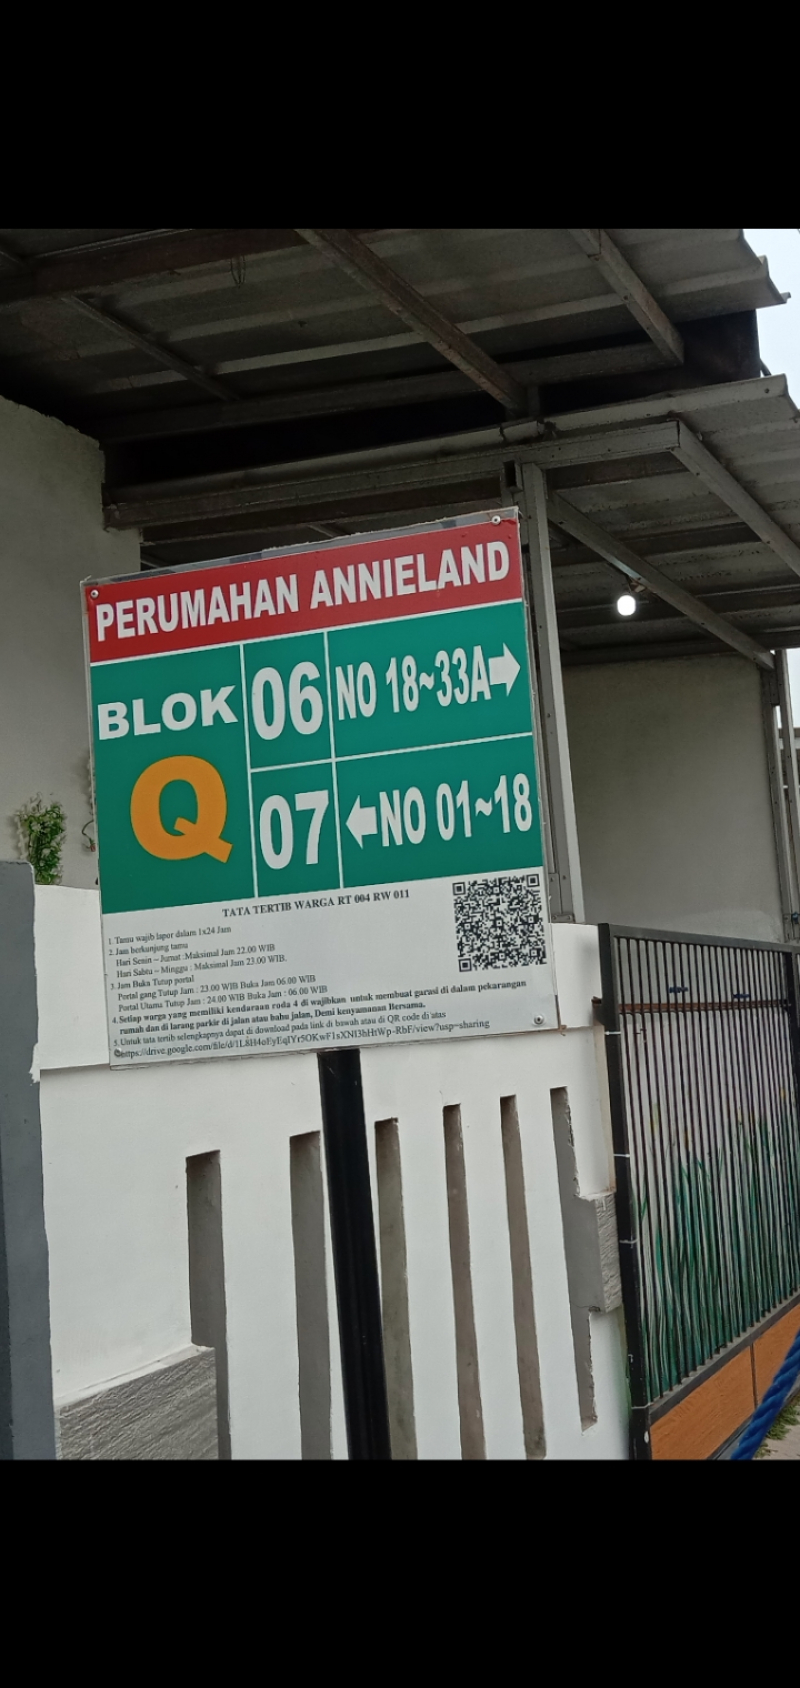 PERUMAHAN ANNIELAND
BLOK
Q
06 NO 18~33A
07 NO 01~18
TATA TERTIB WARGA RT 004 RW 011
1. Tamu wajib lapor dalam 1x24 Jam
2. Jam berkunjung tamu
Hari Senin – Jumat :Maksimal Jam 22.00 WIB
Hari Sabtu – Minggu : Maksimal Jam 23.00 WIB.
3. Jam Buka Tutup portal
Portal gang Tutup Jam : 23.00 WIB Buka Jam 06.00 WIB
Portal Utama Tutup Jam : 24.00 WIB Buka Jam : 06.00 WIB
4. Setiap warga yang memiliki kendaraan roda 4 di wajibkan untuk membuat garasi di dalam pekarangan
rumah dan di larang parkir di jalan atau bahu jalan, Demi kenyamanan Bersama.
5. Untuk tata tertib selengkapnya dapat di download pada link di bawah atau di QR code di atas